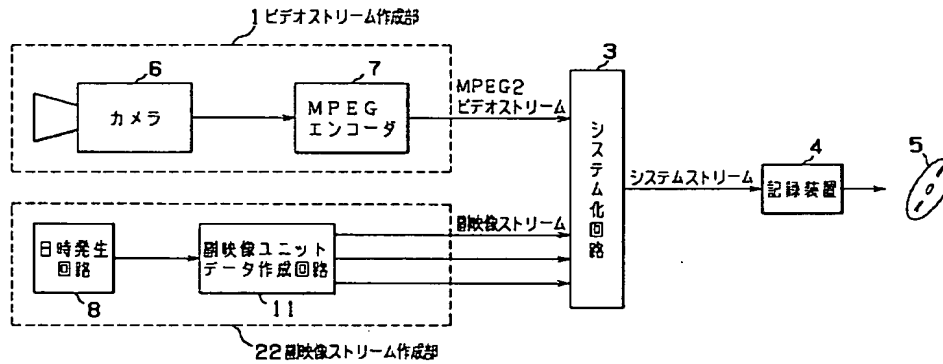 1 ビデオストリーム作成部
6
カメラ
7
MPEG
エンコーダ
MPEG2
ビデオストリーム
3
システム化回路
システムストリーム
4
記録装置
5
日時発生
回路
8
副映像ユニット
データ作成回路
11
副映像ストリーム
22 副映像ストリーム作成部